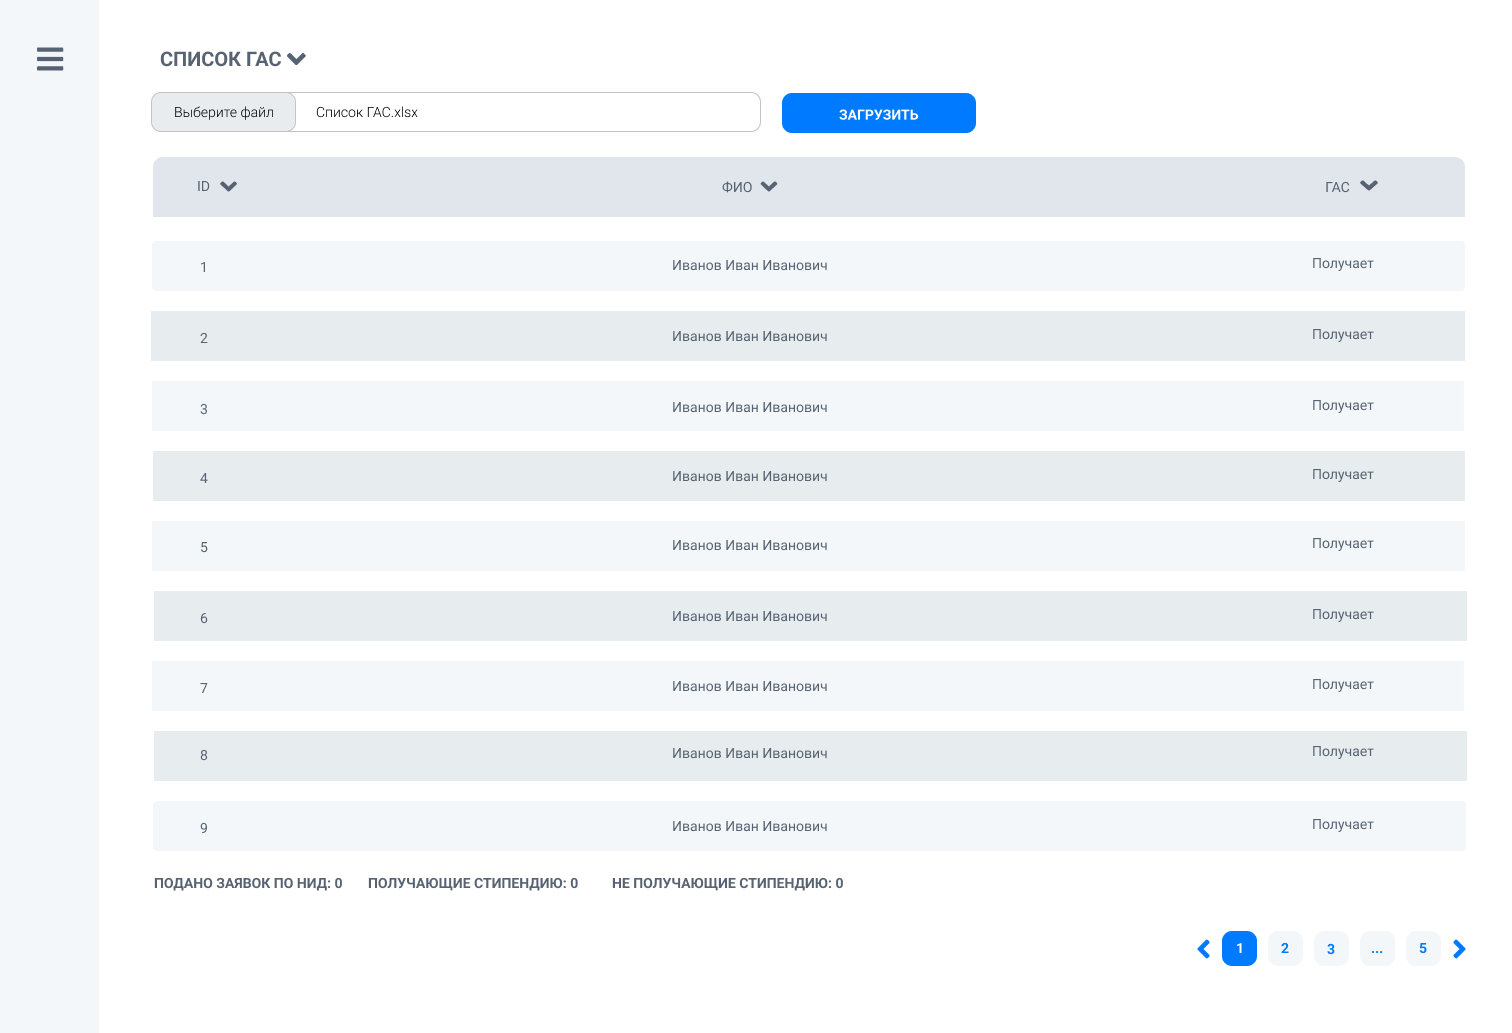 СПИСОК ГАС
Выберите файл Список ГАС.xlsx ЗАГРУЗИТЬ
ID ФИО ГАС
1 Иванов Иван Иванович Получает
2 Иванов Иван Иванович Получает
3 Иванов Иван Иванович Получает
4 Иванов Иван Иванович Получает
5 Иванов Иван Иванович Получает
6 Иванов Иван Иванович Получает
7 Иванов Иван Иванович Получает
8 Иванов Иван Иванович Получает
9 Иванов Иван Иванович Получает
ПОДАНО ЗАЯВОК ПО НИД: 0 ПОЛУЧАЮЩИЕ СТИПЕНДИЮ: 0 НЕ ПОЛУЧАЮЩИЕ СТИПЕНДИЮ: 0
1 2 3 ... 5